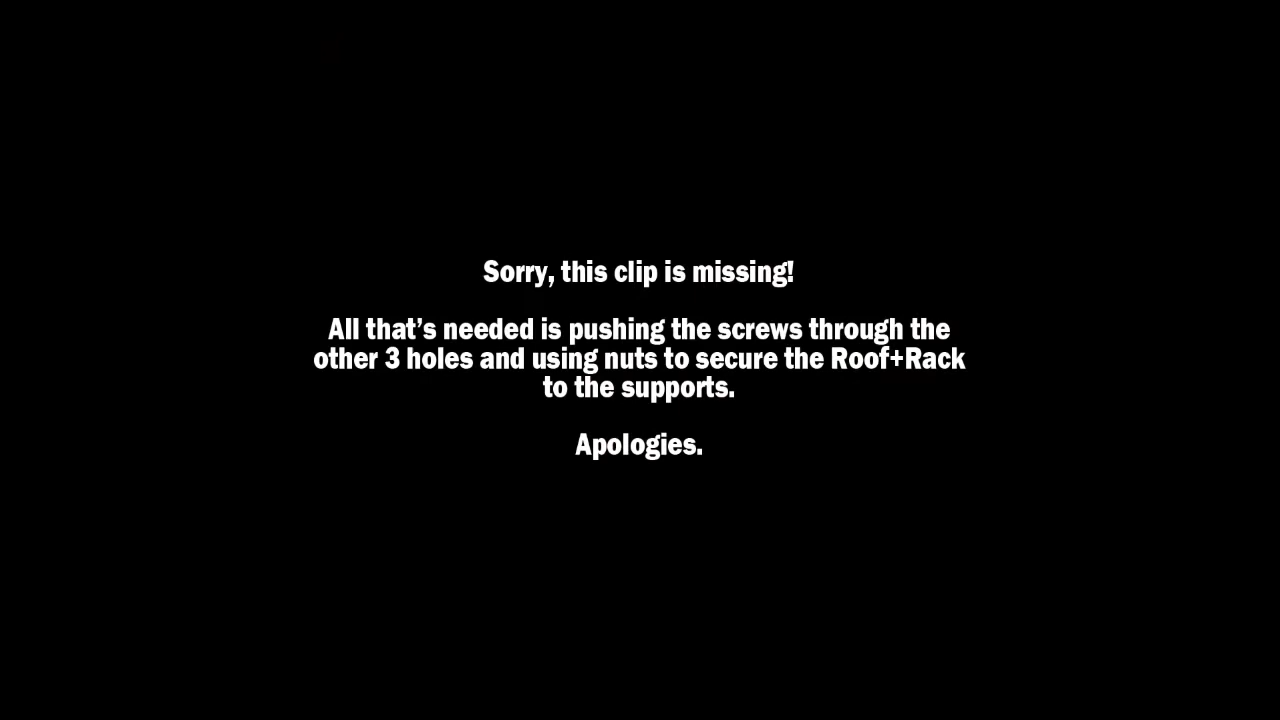 Sorry, this clip is missing!
All that’s needed is pushing the screws through the
other 3 holes and using nuts to secure the Roof+Rack
to the supports.
Apologies.